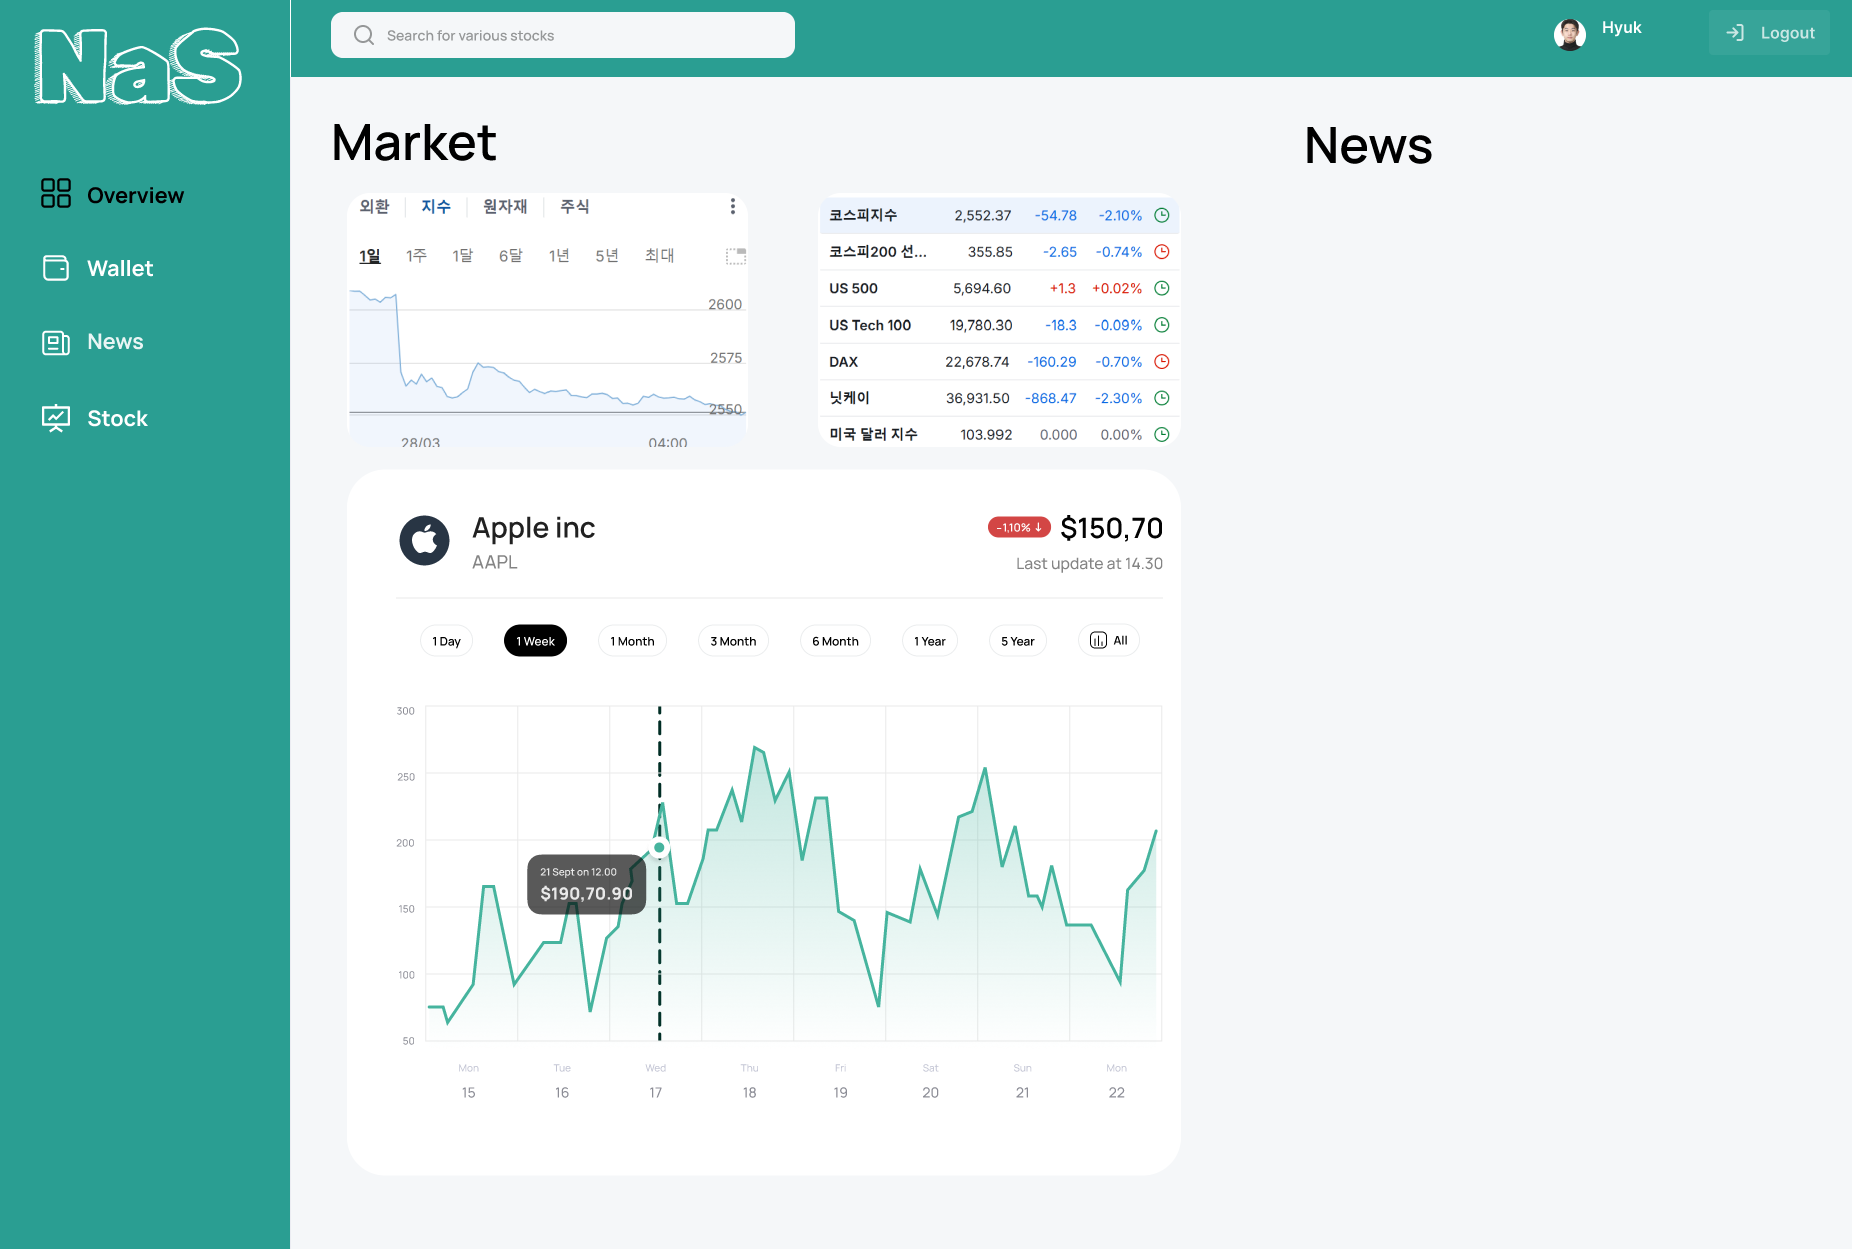 NaS
Search for various stocks
Hyuk
Logout
Overview
Wallet
News
Stock
Market
News
외환 지수 원자재 주식
1일 1주 1달 6달 1년 5년 최대
2600
2575
2550
28/03 04:00
코스피지수 2,552.37 -54.78 -2.10%
코스피200 선... 355.85 -2.65 -0.74%
US 500 5,694.60 +1.3 +0.02%
US Tech 100 19,780.30 -18.3 -0.09%
DAX 22,678.74 -160.29 -0.70%
닛케이 36,931.50 -868.47 -2.30%
미국 달러 지수 103.992 0.000 0.00%
Apple inc
AAPL
-1,10% ↓ $150,70
Last update at 14.30
1 Day 1 Week 1 Month 3 Month 6 Month 1 Year 5 Year All
300
250
200
150
100
50
21 Sept on 12.00
$190,70.90
Mon Tue Wed Thu Fri Sat Sun Mon
15 16 17 18 19 20 21 22